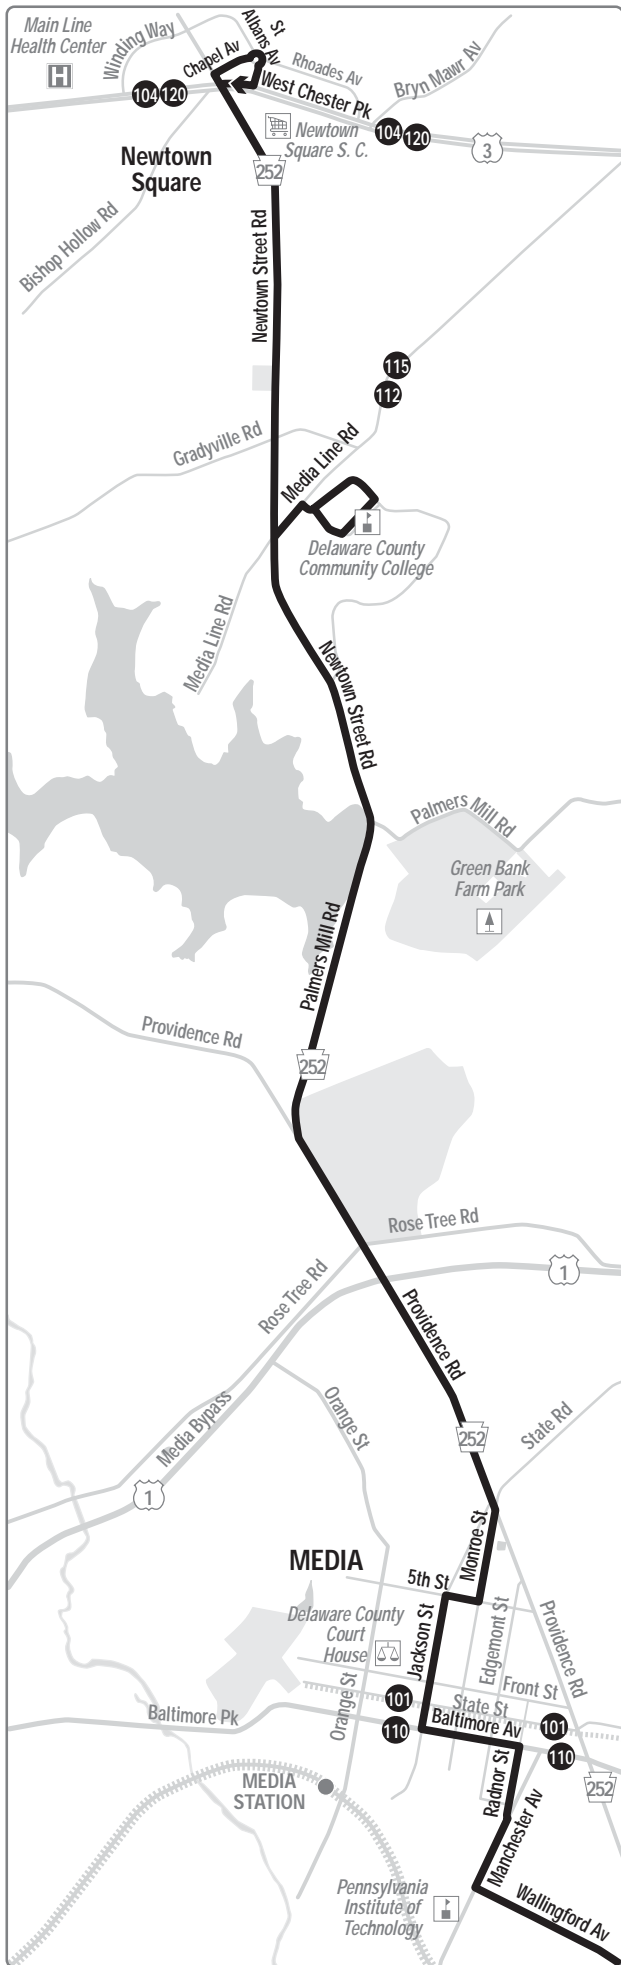 Main Line
Health Center
H
Winding Way
Chapel Av
St
Albans Av
Rhoades Av
Bryn Mawr Av
West Chester Pk
104
120
Newtown
Square S. C.
104
120
3
Newtown
Square
252
Bishop Hollow Rd
Newtown Street Rd
115
112
Gradyville Rd
Media Line Rd
Delaware County
Community College
Media Line Rd
Newtown Street Rd
Palmers Mill Rd
Green Bank
Farm Park
Palmers Mill Rd
Providence Rd
252
Rose Tree Rd
1
Rose Tree Rd
Providence Rd
Orange St
Media Bypass
252
State Rd
1
Monroe St
MEDIA
5th St
Delaware County
Court
House
Jackson St
Edgemont St
Providence Rd
Front St
Orange St
101
State St
Baltimore Pk
110
Baltimore Av
101
110
MEDIA
STATION
Radnor St
252
Manchester Av
Pennsylvania
Institute of
Technology
Wallingford Av